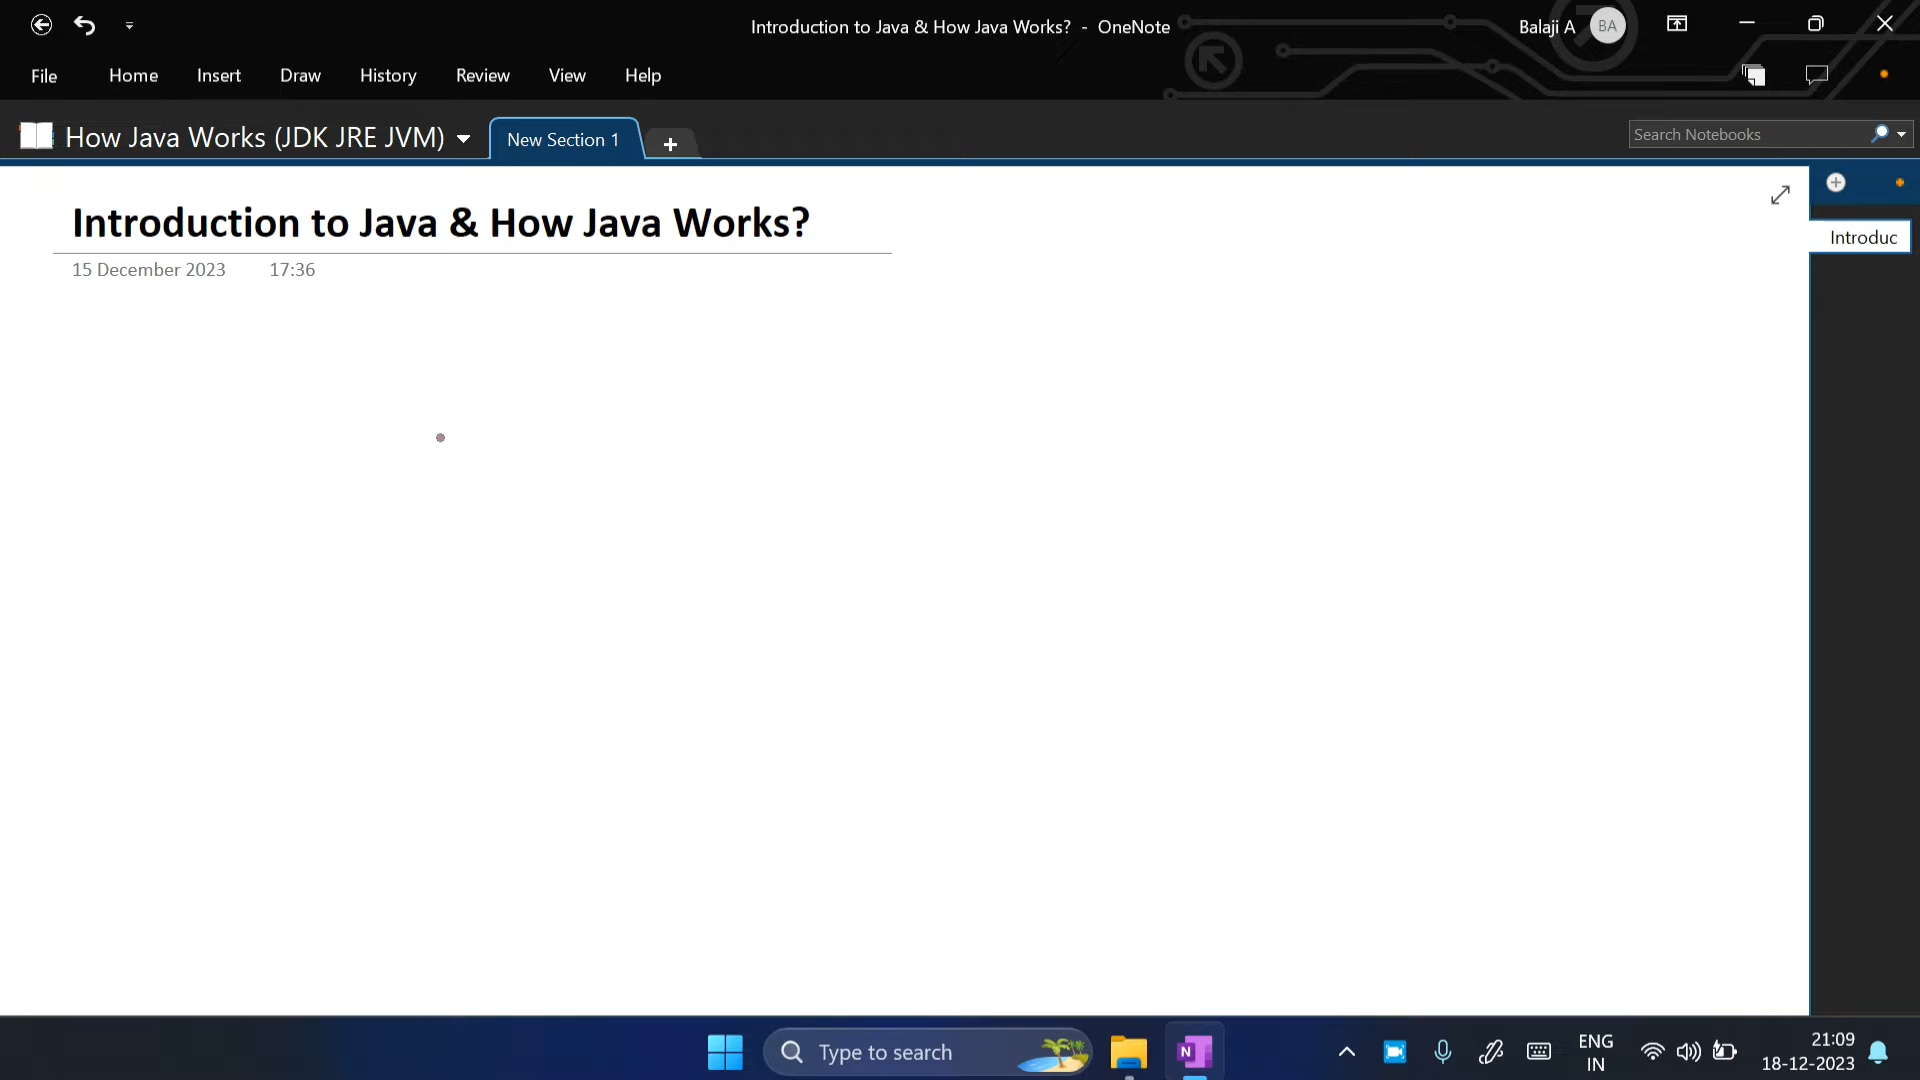 Introduction to Java & How Java Works? - OneNote
Balaji A BA
File Home Insert Draw History Review View Help
How Java Works (JDK JRE JVM) New Section 1 +
Search Notebooks
Introduction to Java & How Java Works?
15 December 2023 17:36
Introduc
Type to search
N
ENG
IN
21:09
18-12-2023